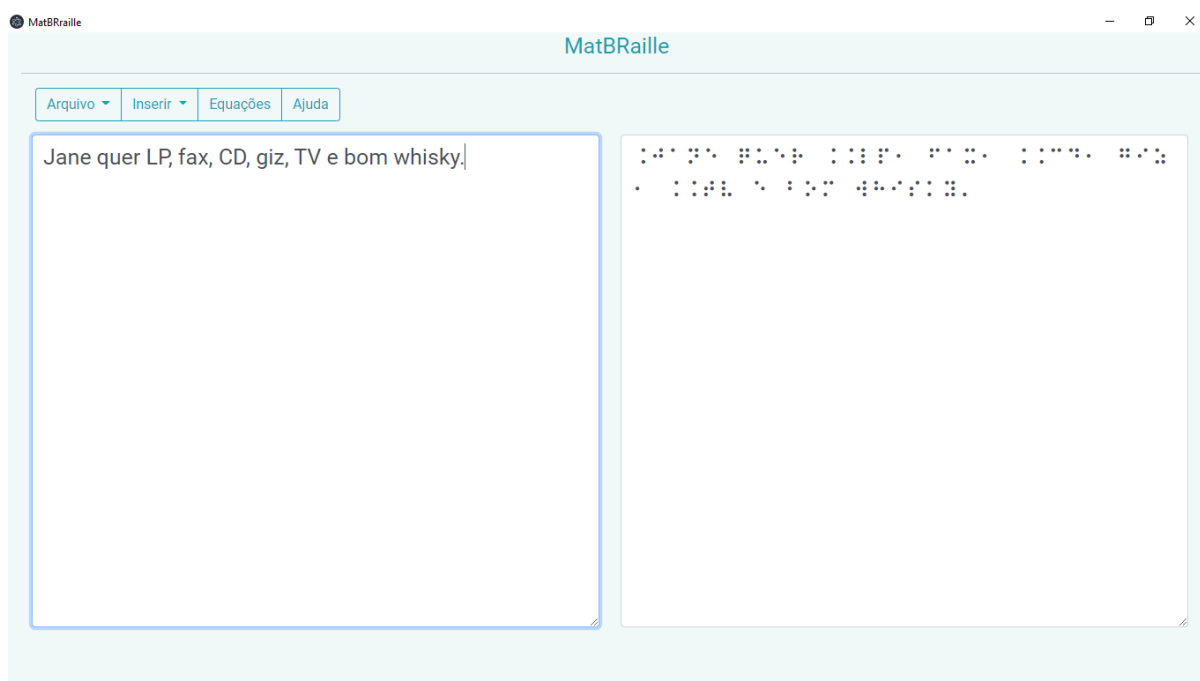 MatBRraille
MatBRaille
Arquivo
Inserir
Equações
Ajuda
Jane quer LP, fax, CD, giz, TV e bom whisky.
⠨⠚⠁⠝⠑ ⠟⠥⠑⠗ ⠨⠨⠇⠏⠂ ⠋⠁⠭⠂ ⠨⠨⠉⠙⠂ ⠛⠊⠵
⠂ ⠨⠨⠞⠧ ⠑ ⠃⠕⠍ ⠺⠓⠊⠎⠅⠽⠄